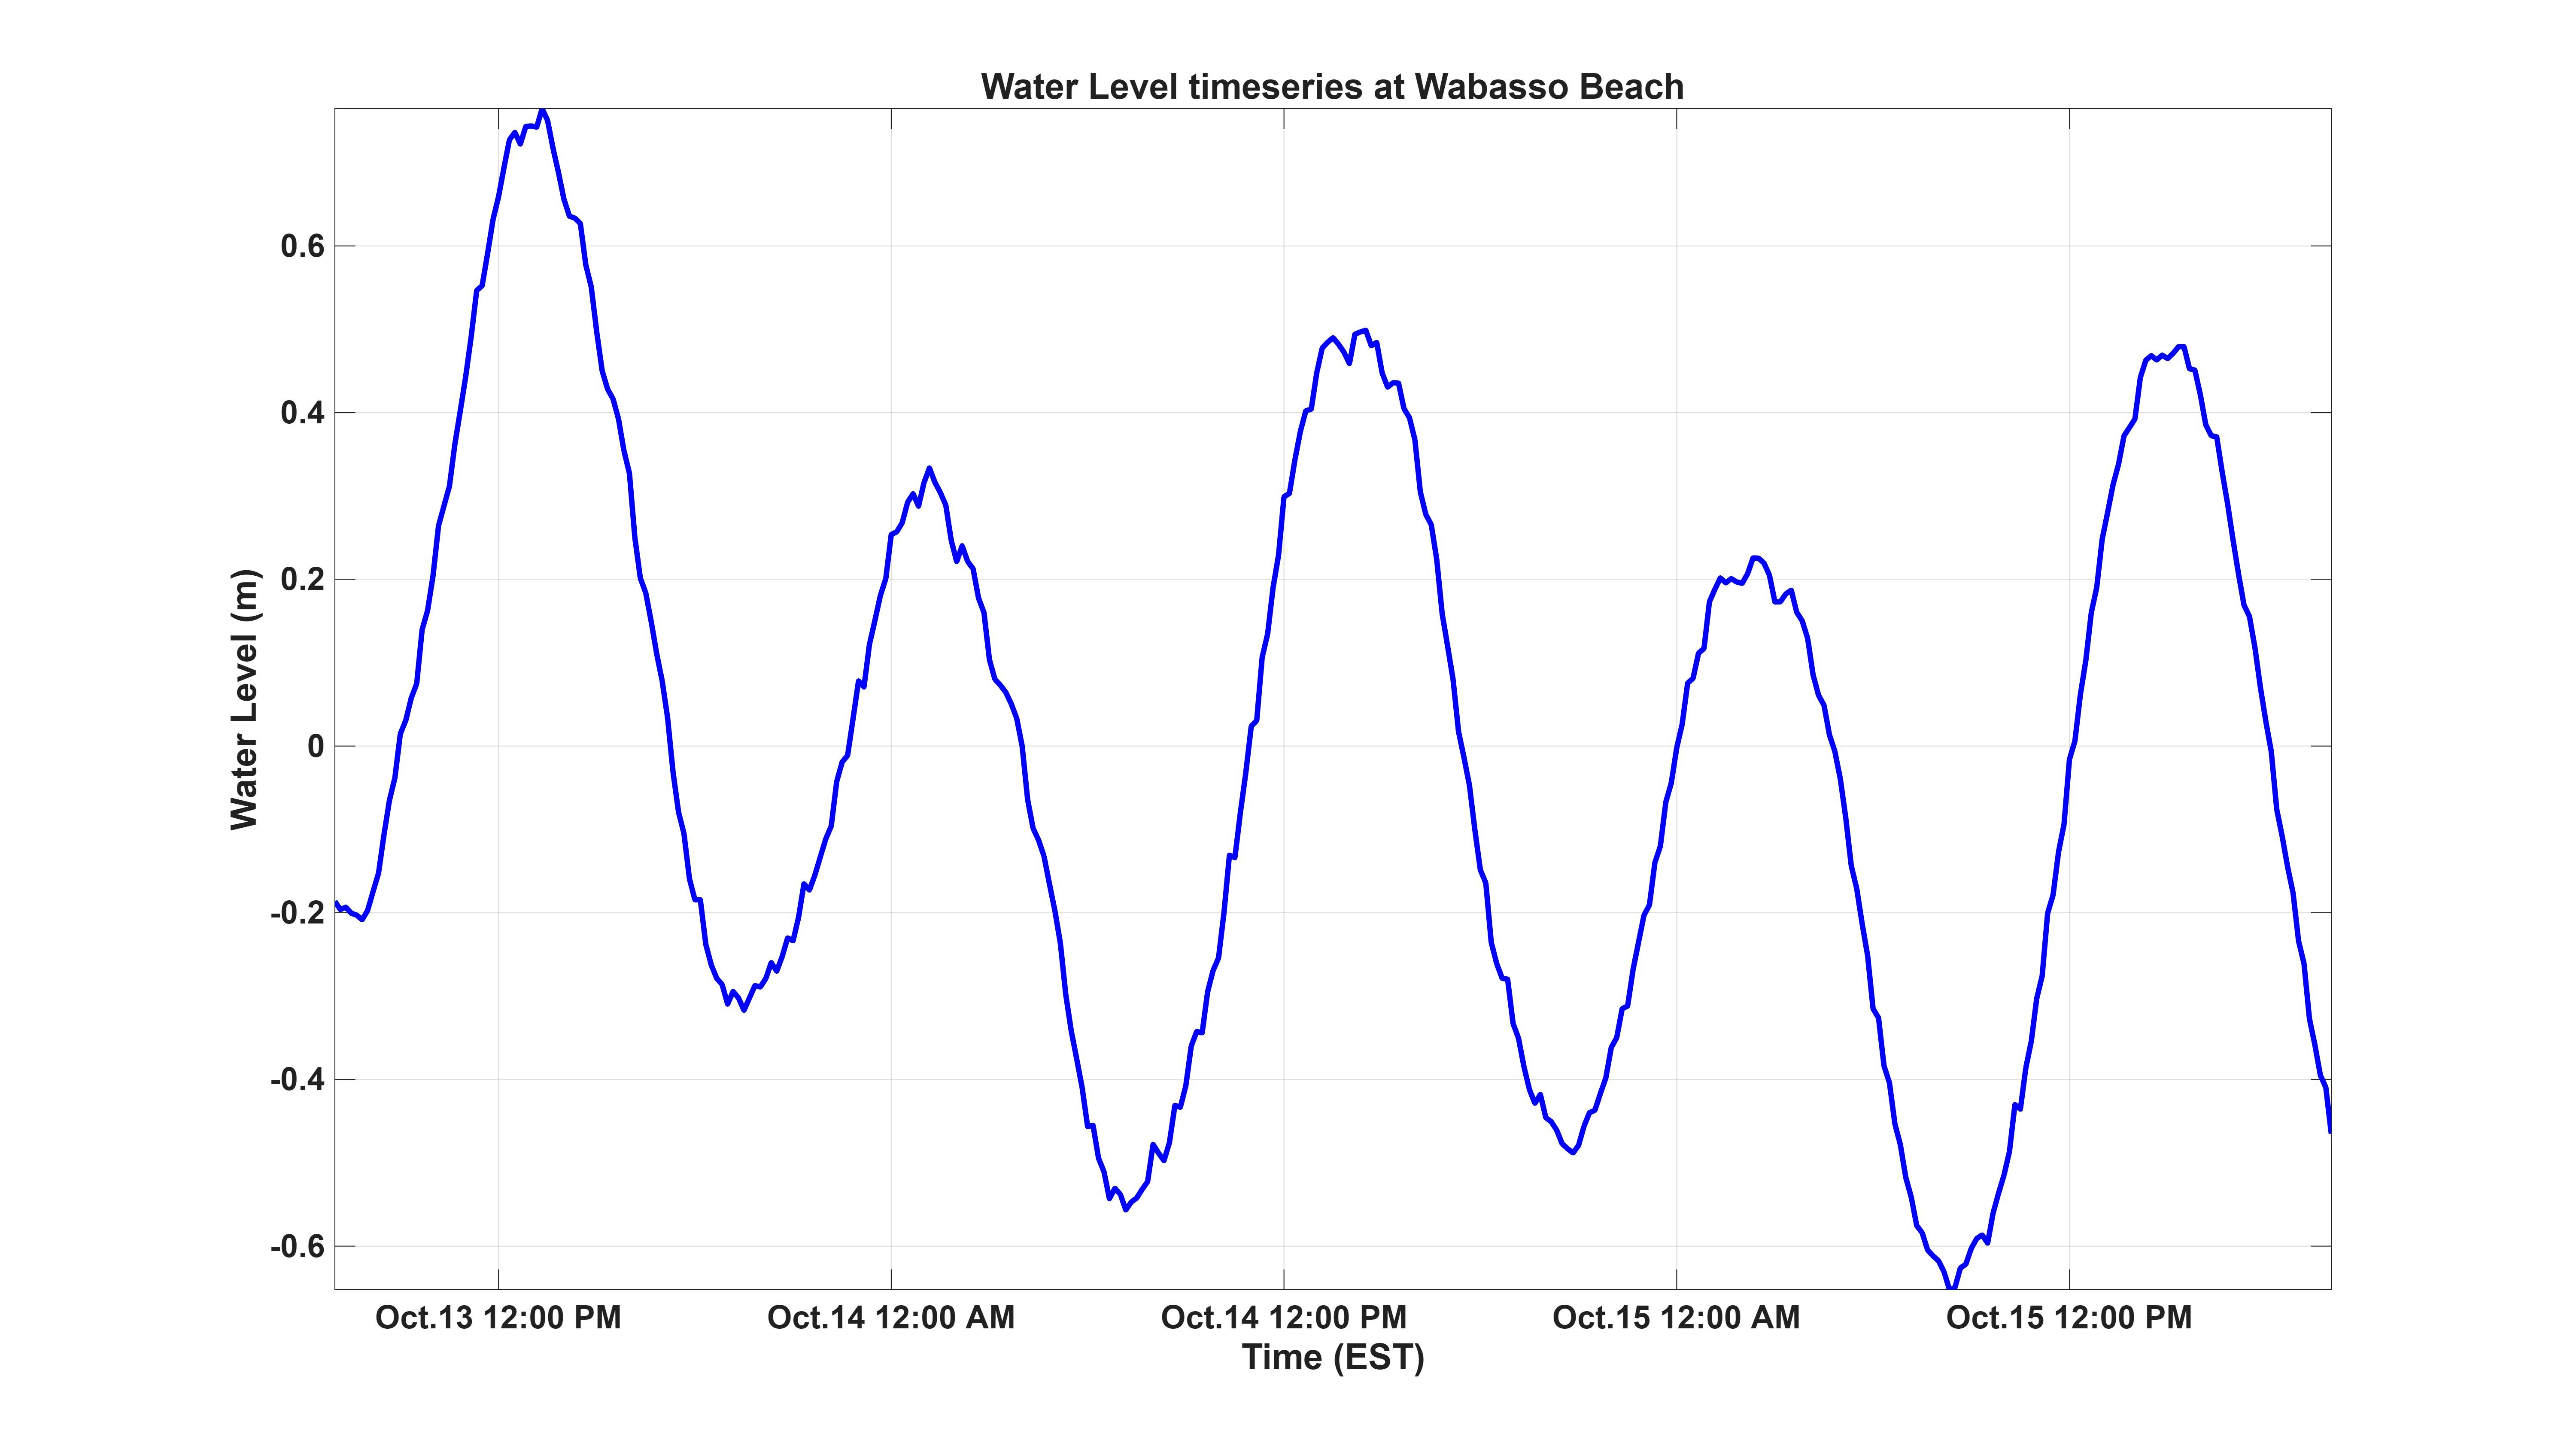 Water Level timeseries at Wabasso Beach
0.6
0.4
0.2
0
-0.2
-0.4
-0.6
Water Level (m)
Oct.13 12:00 PM
Oct.14 12:00 AM
Oct.14 12:00 PM
Oct.15 12:00 AM
Oct.15 12:00 PM
Time (EST)